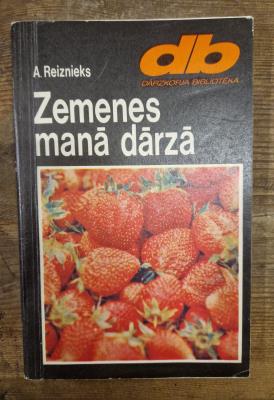 db
DĀRZKOPJA BIBLIOTĒKA
A. Reiznieks
Zemenes
manā dārzā